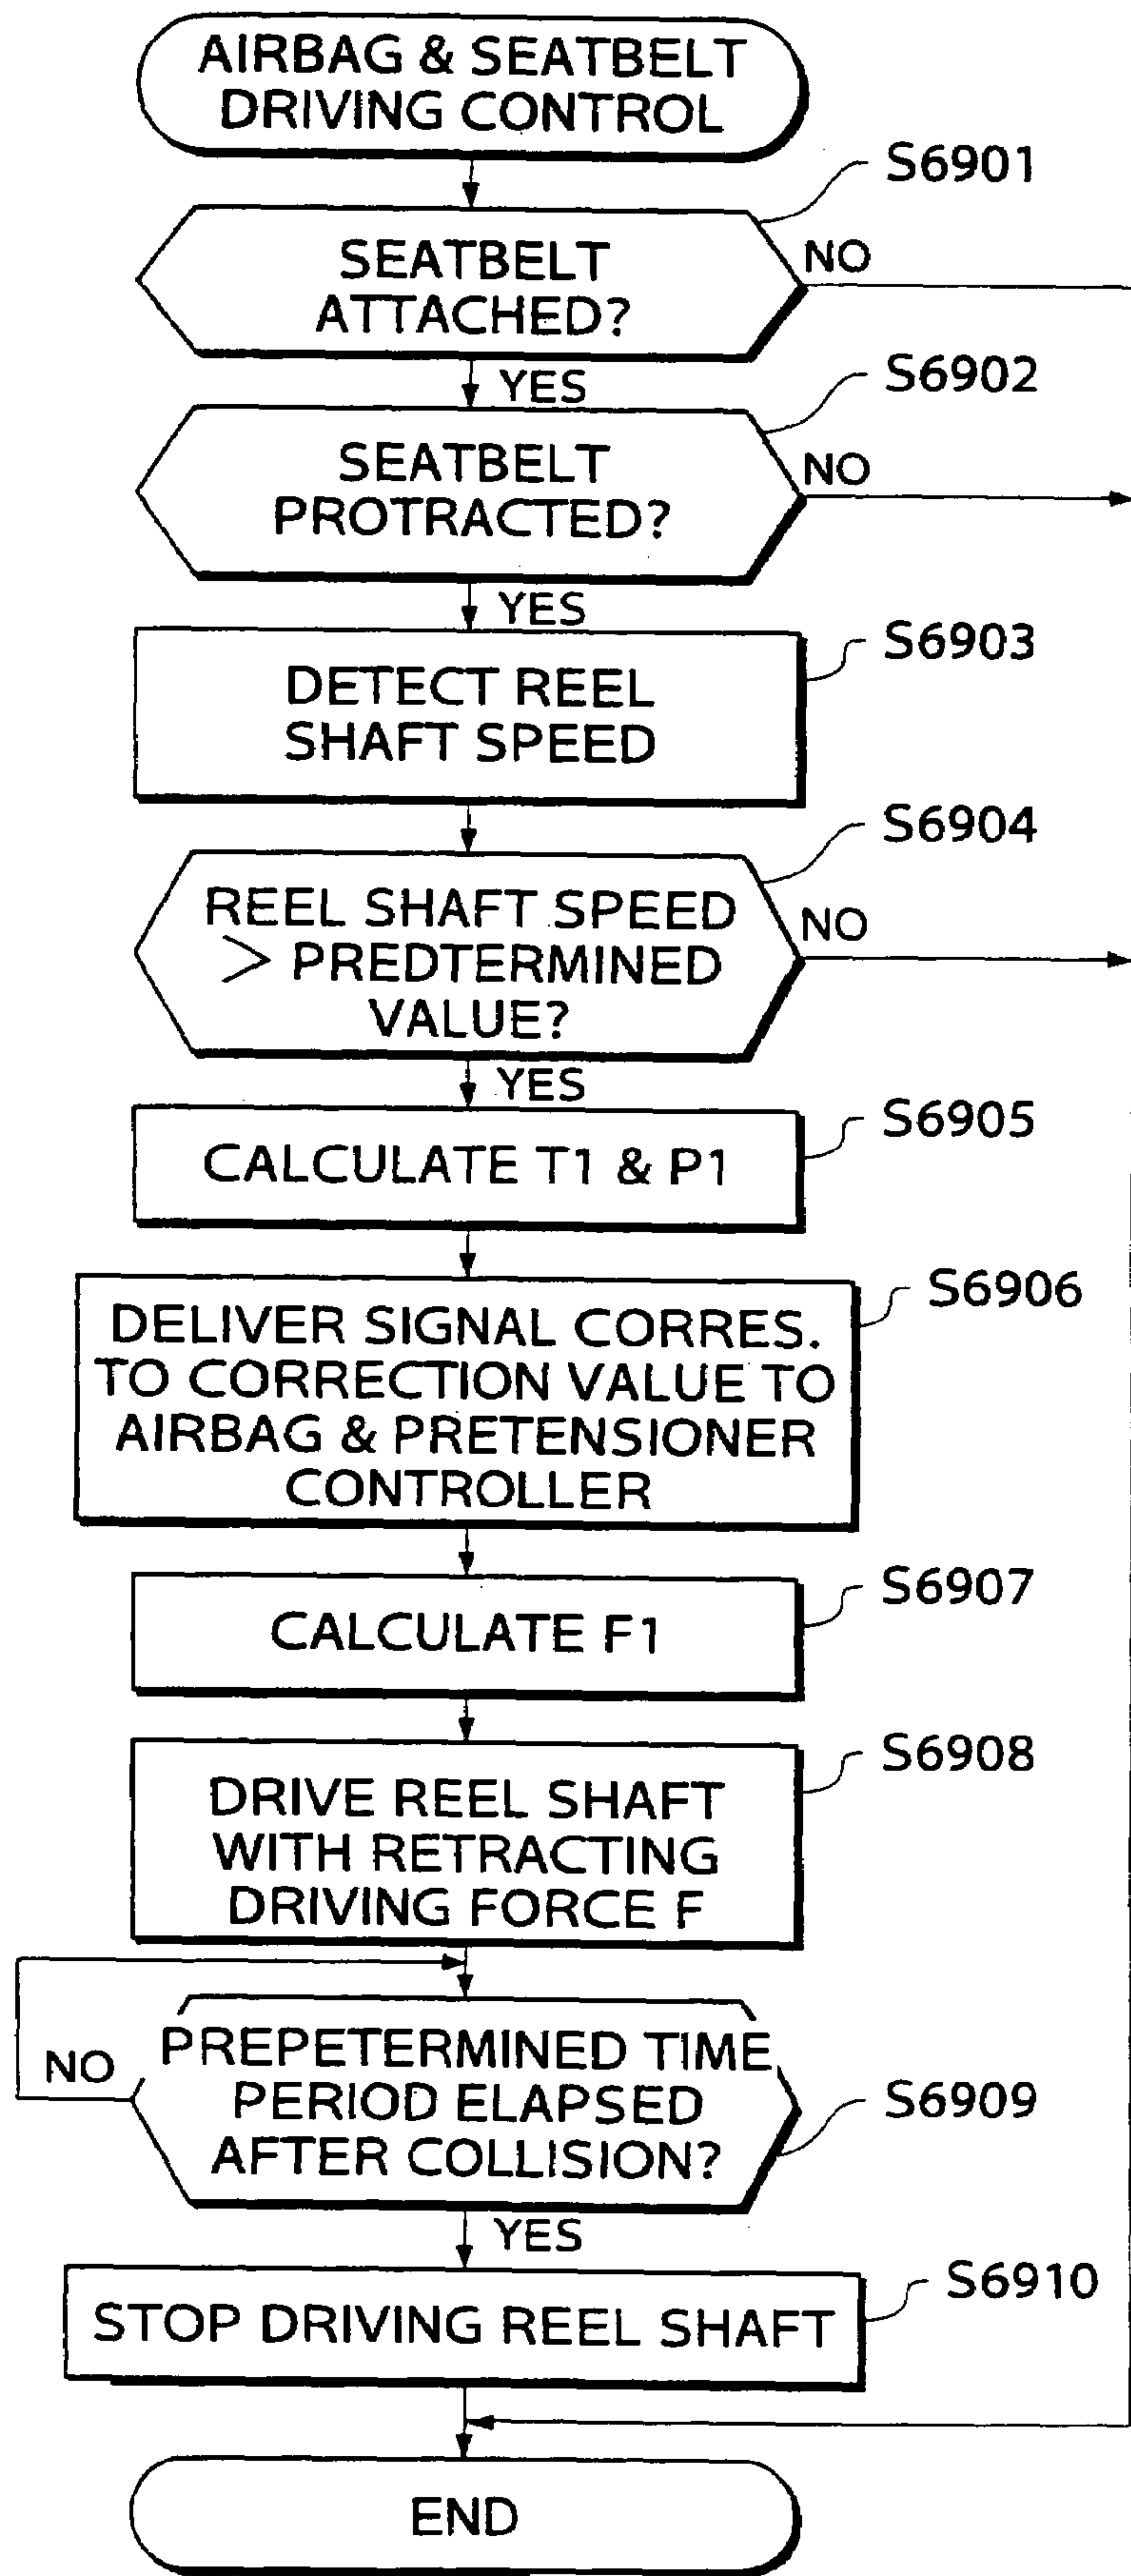 AIRBAG & SEATBELT
DRIVING CONTROL
S6901
SEATBELT
ATTACHED?
NO
YES
S6902
SEATBELT
PROTRACTED?
NO
YES
S6903
DETECT REEL
SHAFT SPEED
S6904
REEL SHAFT SPEED
> PREDTERMINED
VALUE?
NO
YES
S6905
CALCULATE T1 & P1
S6906
DELIVER SIGNAL CORRES.
TO CORRECTION VALUE TO
AIRBAG & PRETENSIONER
CONTROLLER
S6907
CALCULATE F1
S6908
DRIVE REEL SHAFT
WITH RETRACTING
DRIVING FORCE F
NO
PREPETERMINED TIME
PERIOD ELAPSED
AFTER COLLISION?
S6909
YES
S6910
STOP DRIVING REEL SHAFT
END